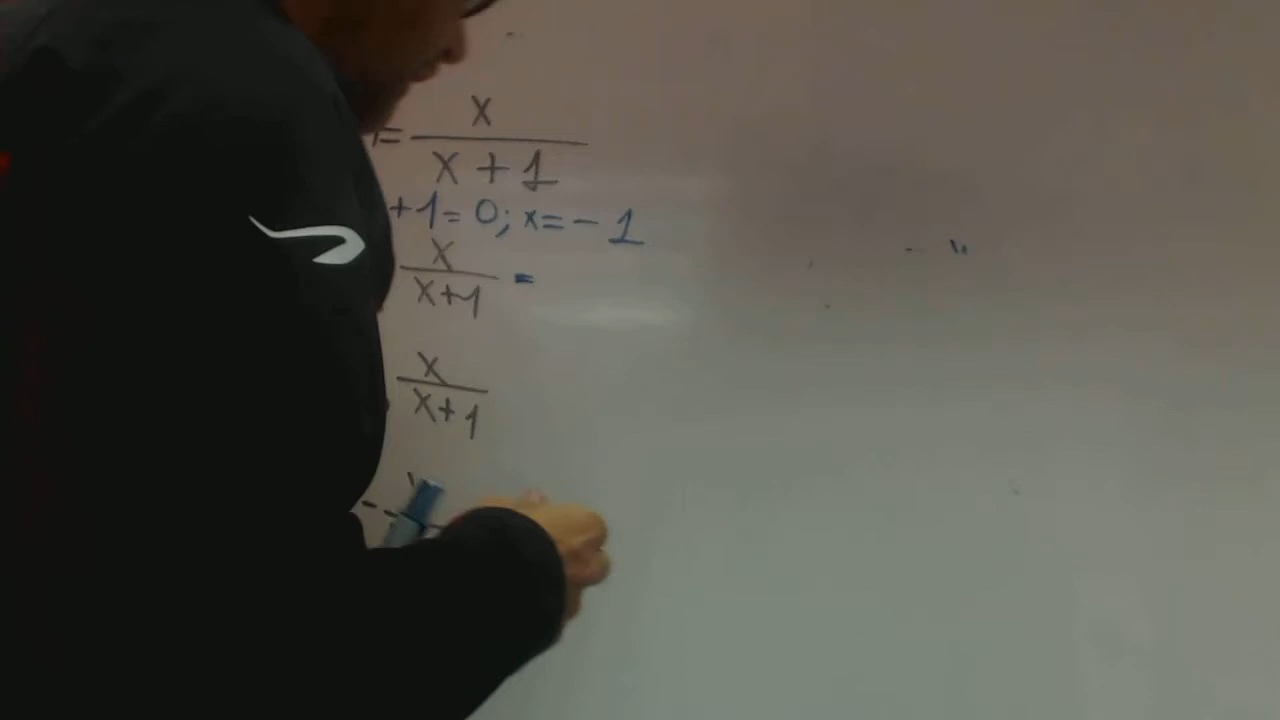 = x / x + 1
+1 = 0; x = - 1
x / x+1 =
x / x+1